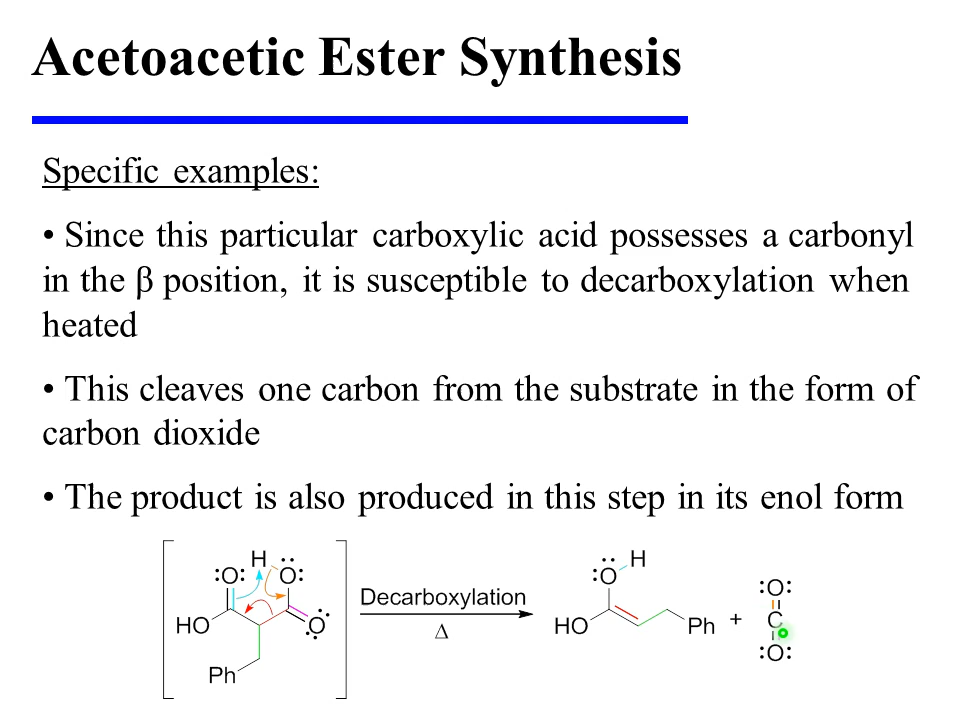 Acetoacetic Ester Synthesis
Specific examples:
• Since this particular carboxylic acid possesses a carbonyl
in the β position, it is susceptible to decarboxylation when
heated
• This cleaves one carbon from the substrate in the form of
carbon dioxide
• The product is also produced in this step in its enol form
H
O O
HO O
Ph
Decarboxylation
Δ
H
O
HO Ph
+
O
C
O